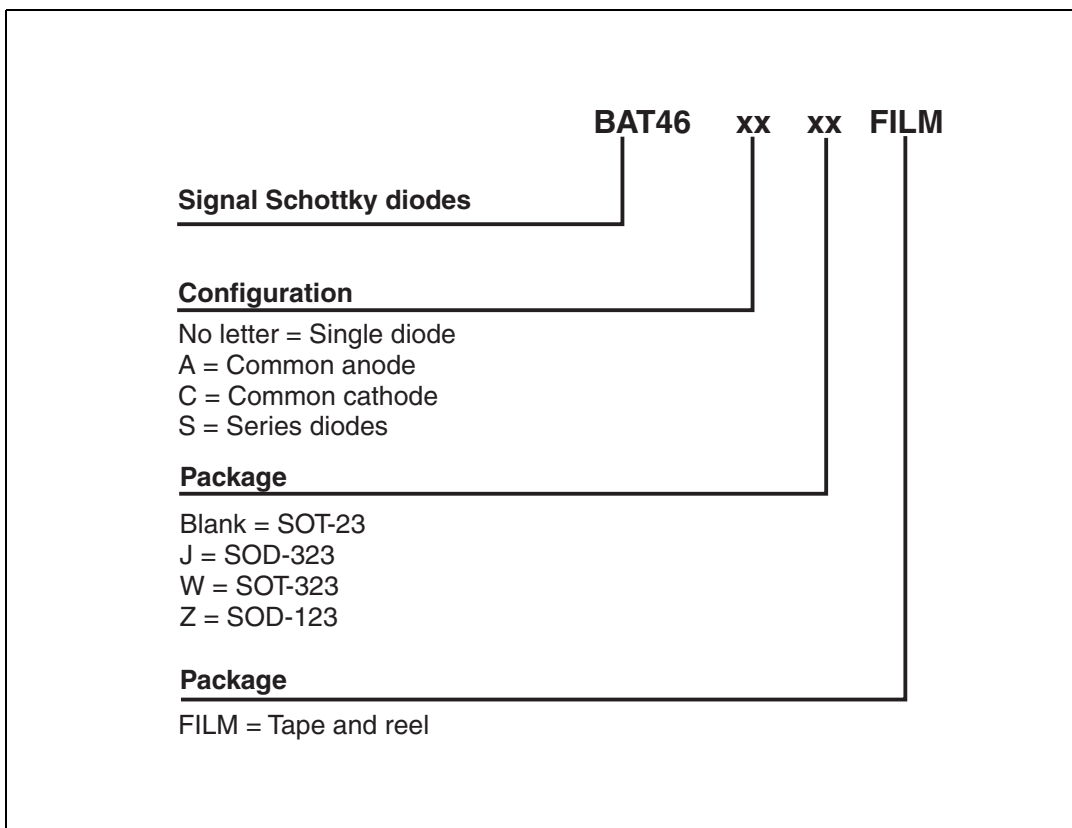 BAT46 xx xx FILM
Signal Schottky diodes
Configuration
No letter = Single diode
A = Common anode
C = Common cathode
S = Series diodes
Package
Blank = SOT-23
J = SOD-323
W = SOT-323
Z = SOD-123
Package
FILM = Tape and reel